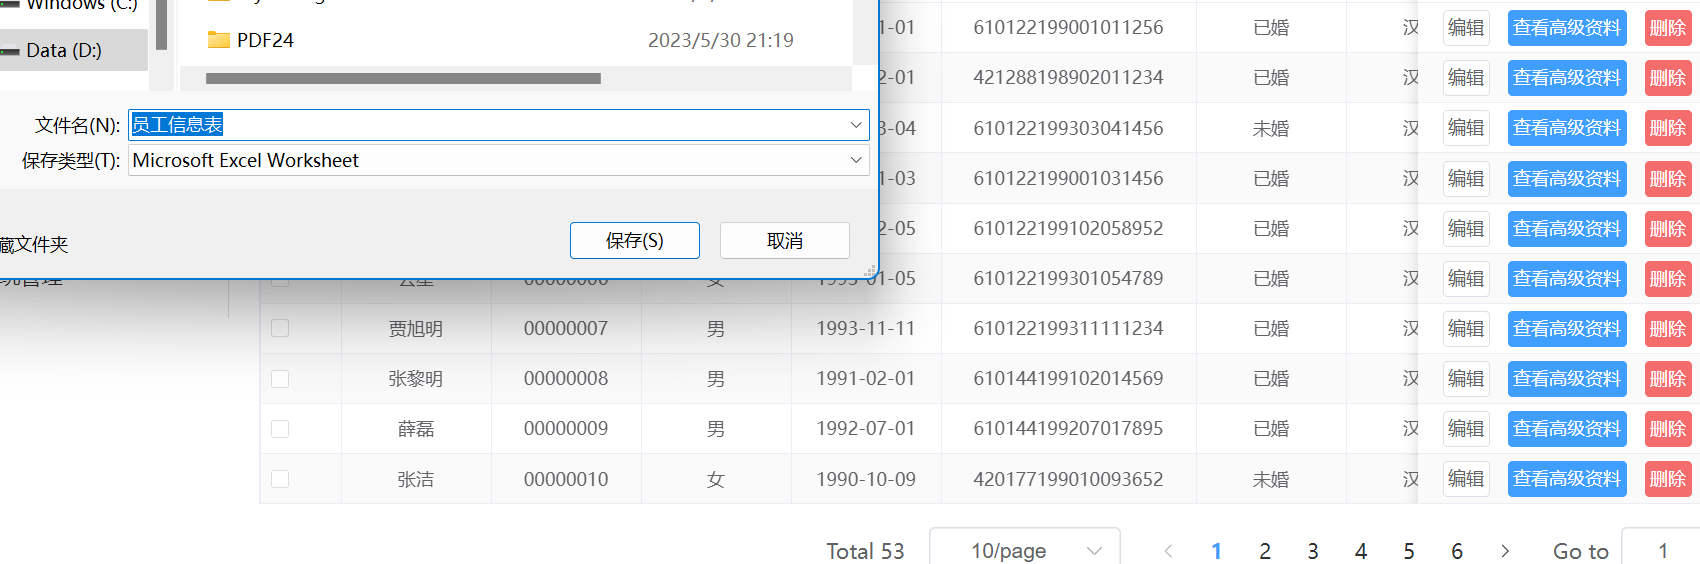 Windows (C:)
Data (D:)
PDF24 2023/5/30 21:19
文件名(N): 员工信息表
保存类型(T): Microsoft Excel Worksheet
藏文件夹 保存(S) 取消
1-01 610122199001011256 已婚 汉 编辑 查看高级资料 删除
2-01 421288198902011234 已婚 汉 编辑 查看高级资料 删除
3-04 610122199303041456 未婚 汉 编辑 查看高级资料 删除
1-03 610122199001031456 已婚 汉 编辑 查看高级资料 删除
2-05 610122199102058952 已婚 汉 编辑 查看高级资料 删除
1-05 610122199301054789 已婚 汉 编辑 查看高级资料 删除
贾旭明 00000007 男 1993-11-11 610122199311111234 已婚 汉 编辑 查看高级资料 删除
张黎明 00000008 男 1991-02-01 610144199102014569 已婚 汉 编辑 查看高级资料 删除
薛磊 00000009 男 1992-07-01 610144199207017895 已婚 汉 编辑 查看高级资料 删除
张洁 00000010 女 1990-10-09 420177199010093652 未婚 汉 编辑 查看高级资料 删除
Total 53 10/page 1 2 3 4 5 6 Go to 1